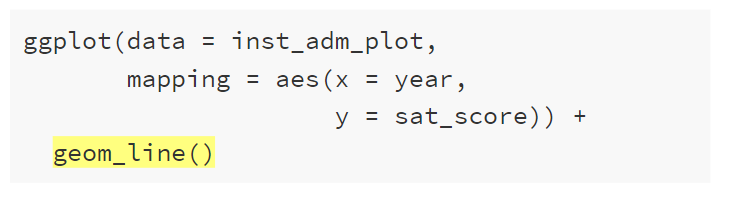 ggplot(data = inst_adm_plot,
       mapping = aes(x = year,
                     y = sat_score)) +
  geom_line()